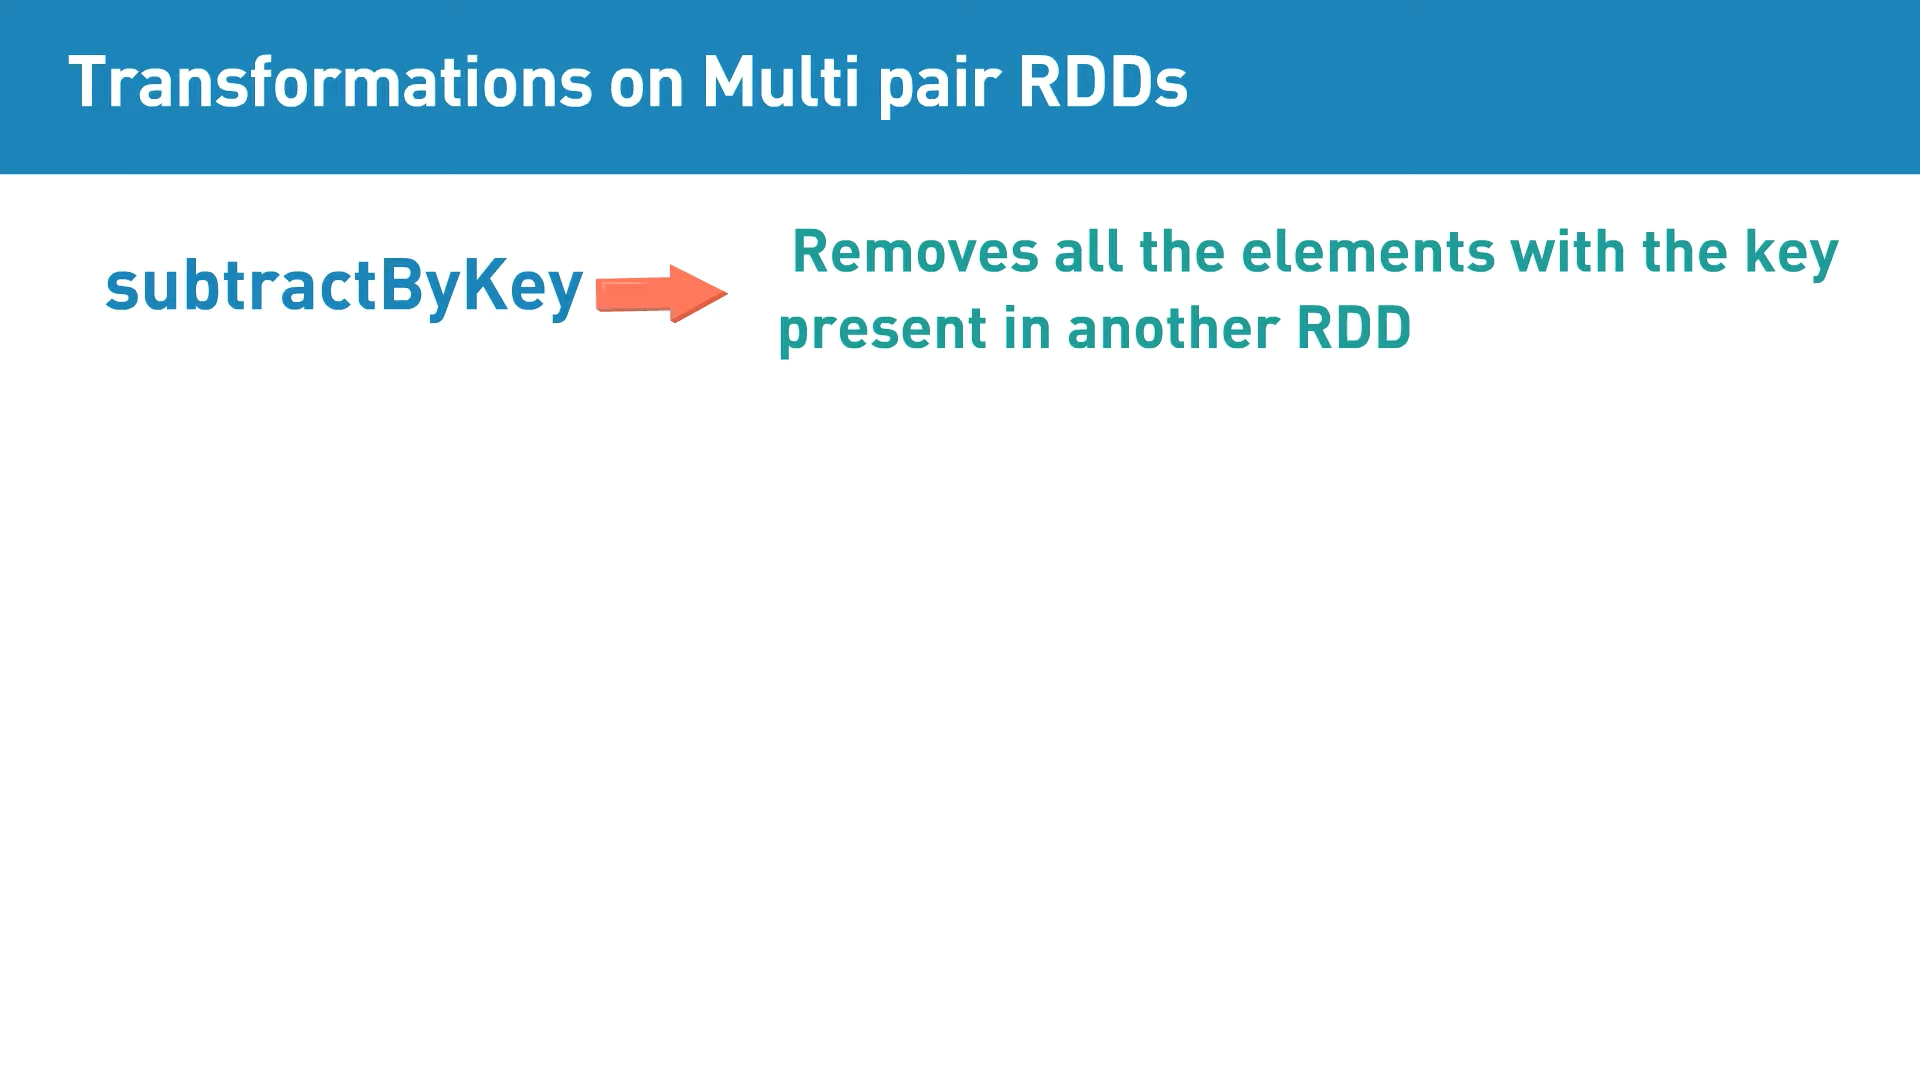 Transformations on Multi pair RDDs
subtractByKey
Removes all the elements with the key
present in another RDD